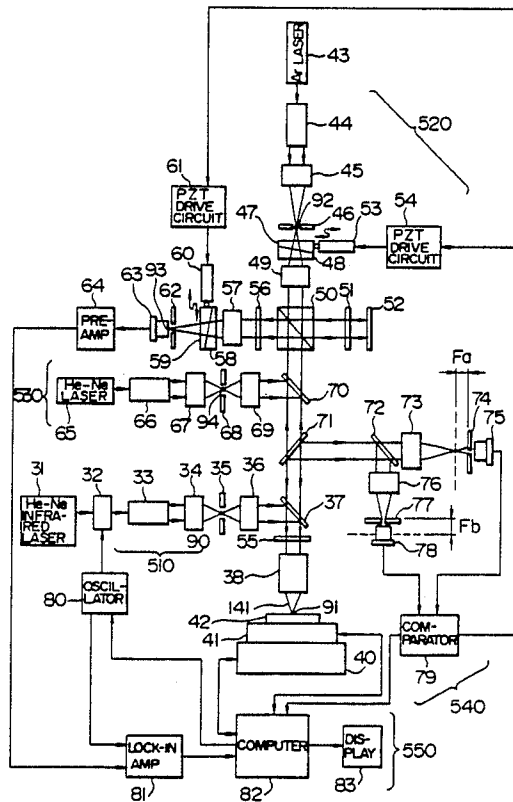 43
Ar LASER
44
520
61
45
PZT
DRIVE
CIRCUIT
92
47
46
53
54
PZT
DRIVE
CIRCUIT
60
48
49
64
63
93
62
57
56
50
51
52
PRE-
AMP
59
58
Fa
530
He-Ne
LASER
70
71
72
73
74
75
65
66
67
94
68
69
31
32
33
34
35
36
37
76
77
He-Ne
INFRARED
LASER
55
Fb
90
510
38
78
80
OSCIL-
LATOR
141
91
42
41
COM-
PARATOR
40
79
540
LOCK-IN
AMP
COMPUTER
DIS-
PLAY
550
81
82
83